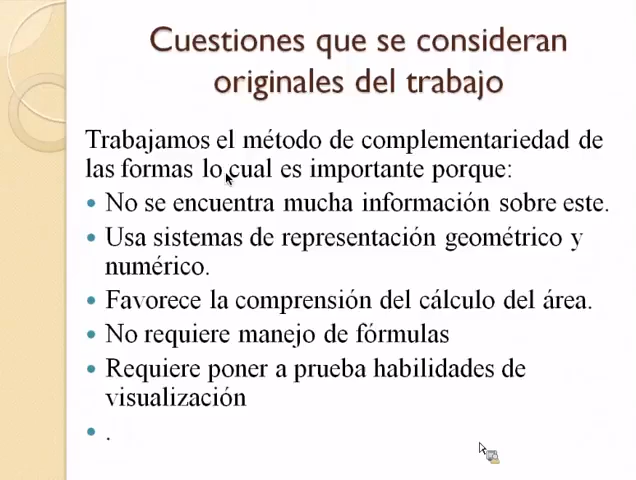 Cuestiones que se consideran
originales del trabajo
Trabajamos el método de complementariedad de
las formas lo cual es importante porque:
• No se encuentra mucha información sobre este.
• Usa sistemas de representación geométrico y
numérico.
• Favorece la comprensión del cálculo del área.
• No requiere manejo de fórmulas
• Requiere poner a prueba habilidades de
visualización
• .